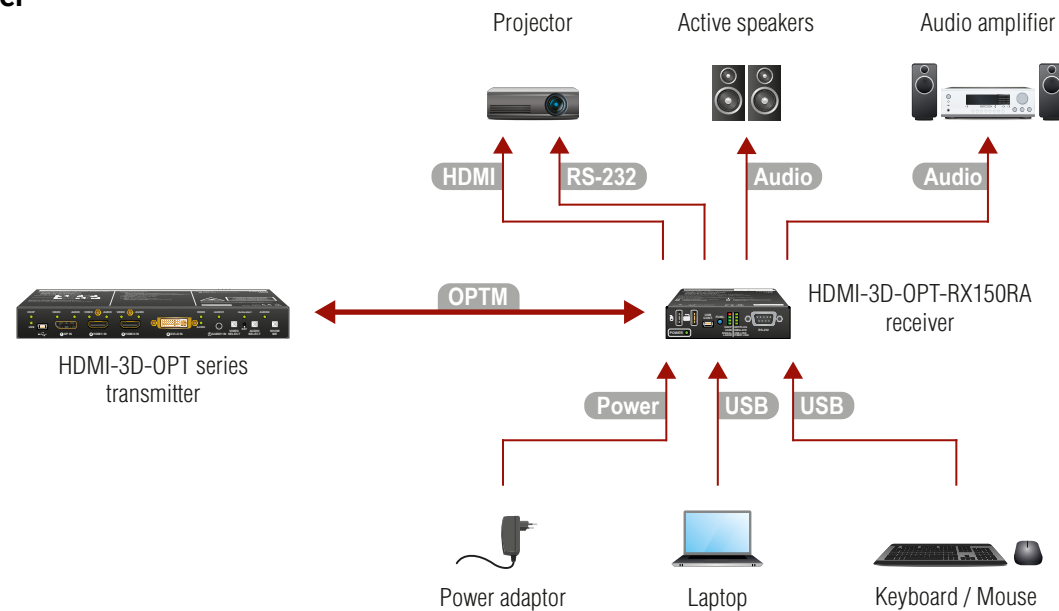 Projector
Active speakers
Audio amplifier
HDMI
RS-232
Audio
Audio
OPTM
HDMI-3D-OPT-RX150RA
receiver
HDMI-3D-OPT series
transmitter
POWER
Power
USB
USB
Power adaptor
Laptop
Keyboard / Mouse